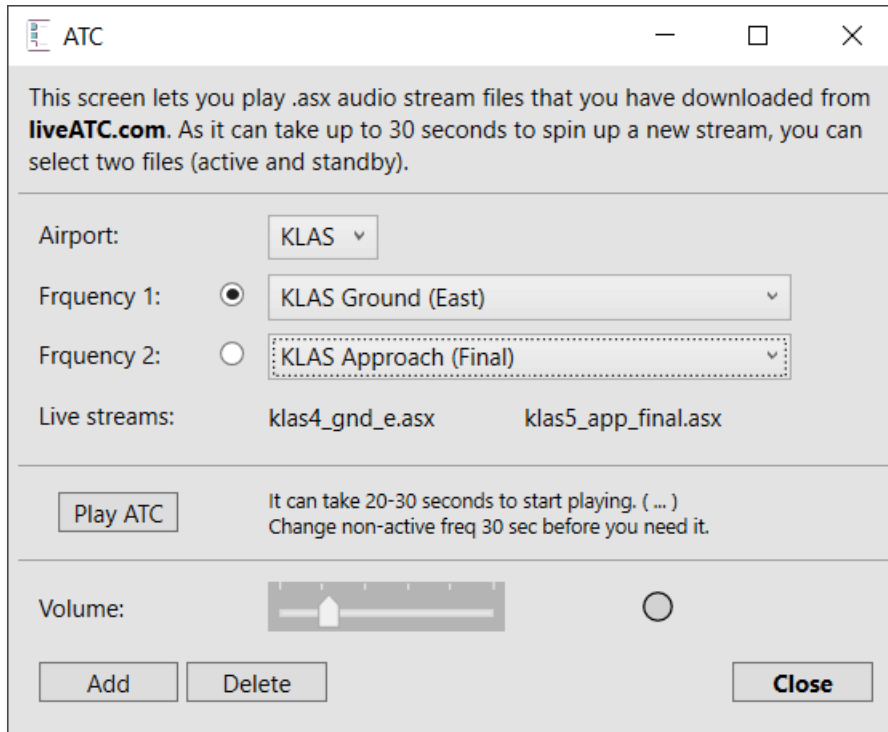 ATC
This screen lets you play .asx audio stream files that you have downloaded from
liveATC.com. As it can take up to 30 seconds to spin up a new stream, you can
select two files (active and standby).
Airport: KLAS
Frquency 1: KLAS Ground (East)
Frquency 2: KLAS Approach (Final)
Live streams: klas4_gnd_e.asx klas5_app_final.asx
Play ATC
It can take 20-30 seconds to start playing. ( ... )
Change non-active freq 30 sec before you need it.
Volume:
Add Delete Close